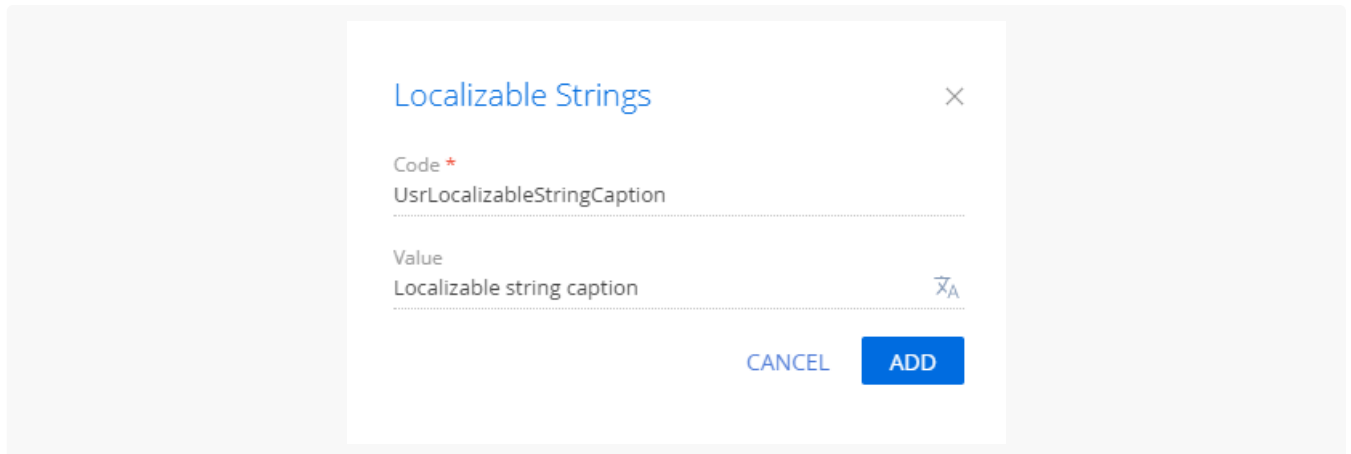 Localizable Strings
Code *
UsrLocalizableStringCaption
Value
Localizable string caption
CANCEL ADD